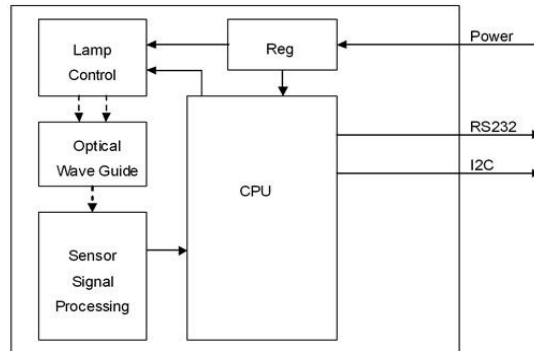 Lamp
Control
Reg
Power
Optical
Wave Guide
RS232
I2C
CPU
Sensor
Signal
Processing